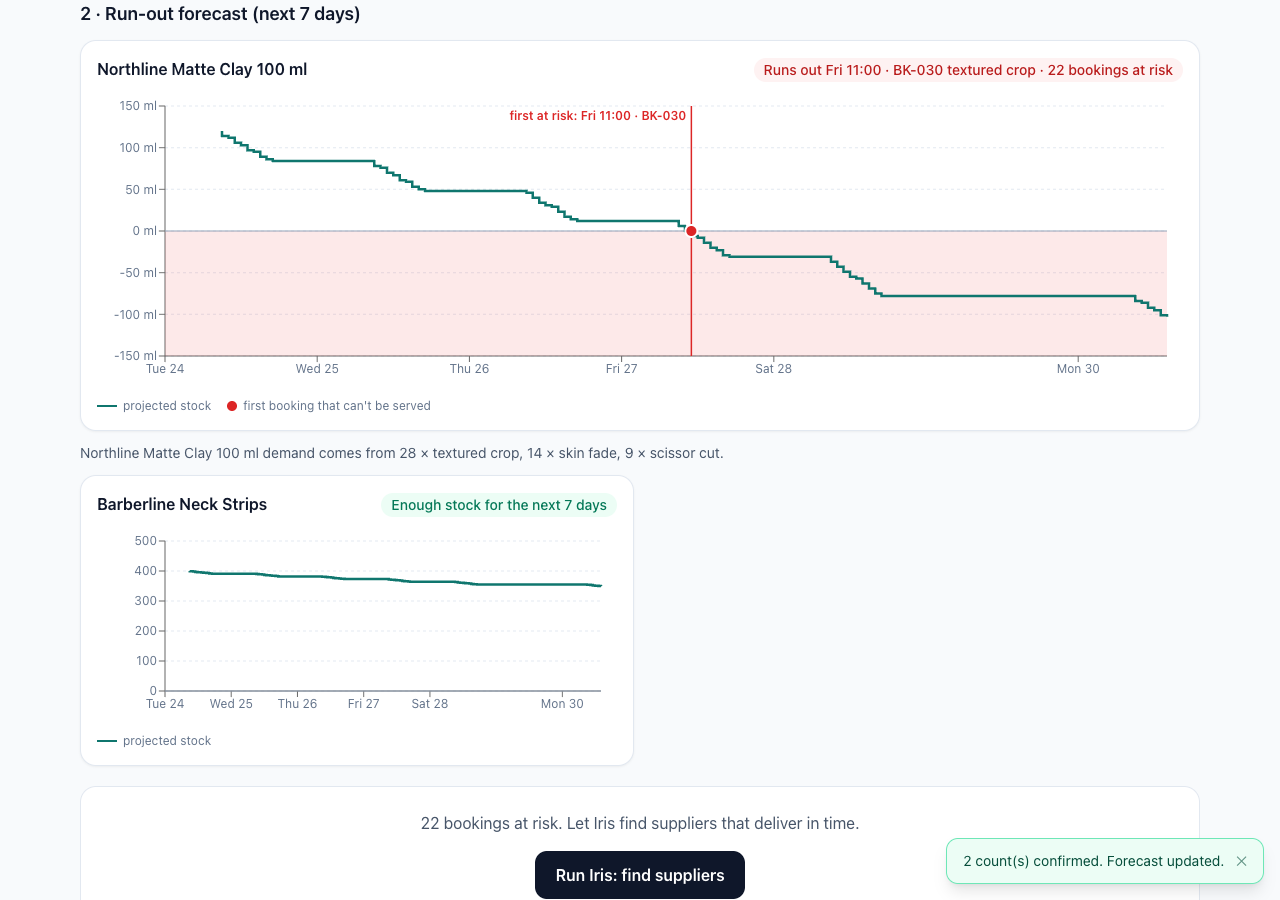 2 · Run-out forecast (next 7 days)
Northline Matte Clay 100 ml
Runs out Fri 11:00 · BK-030 textured crop · 22 bookings at risk
first at risk: Fri 11:00 · BK-030
150 ml
100 ml
50 ml
0 ml
-50 ml
-100 ml
-150 ml
Tue 24 Wed 25 Thu 26 Fri 27 Sat 28 Mon 30
projected stock first booking that can't be served
Northline Matte Clay 100 ml demand comes from 28 × textured crop, 14 × skin fade, 9 × scissor cut.
Barberline Neck Strips
Enough stock for the next 7 days
500
400
300
200
100
0
Tue 24 Wed 25 Thu 26 Fri 27 Sat 28 Mon 30
projected stock
22 bookings at risk. Let Iris find suppliers that deliver in time.
Run Iris: find suppliers
2 count(s) confirmed. Forecast updated.